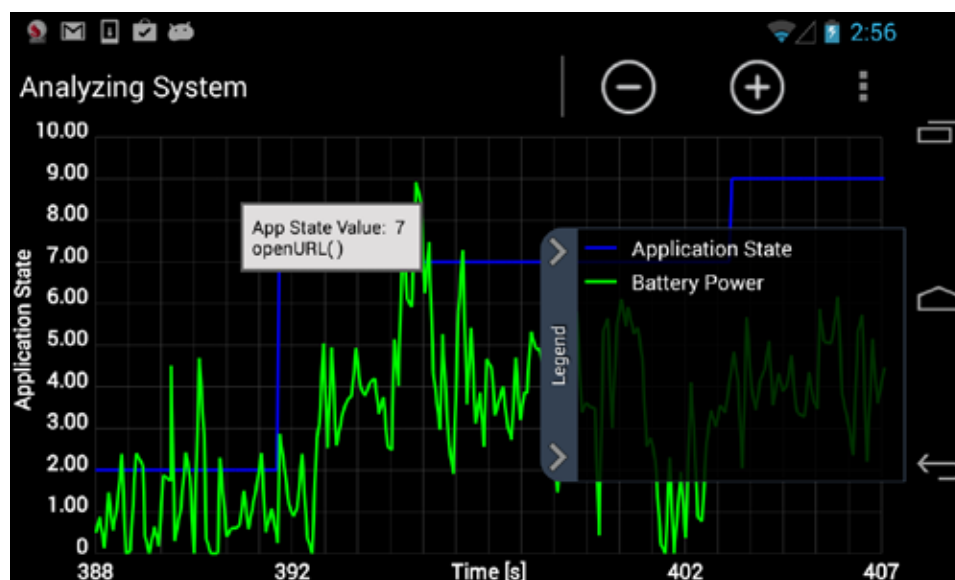 2:56
Analyzing System
10.00
9.00
8.00
7.00
6.00
5.00
4.00
3.00
2.00
1.00
0
Application State
App State Value: 7
openURL()
Legend
Application State
Battery Power
388
392
Time [s]
402
407